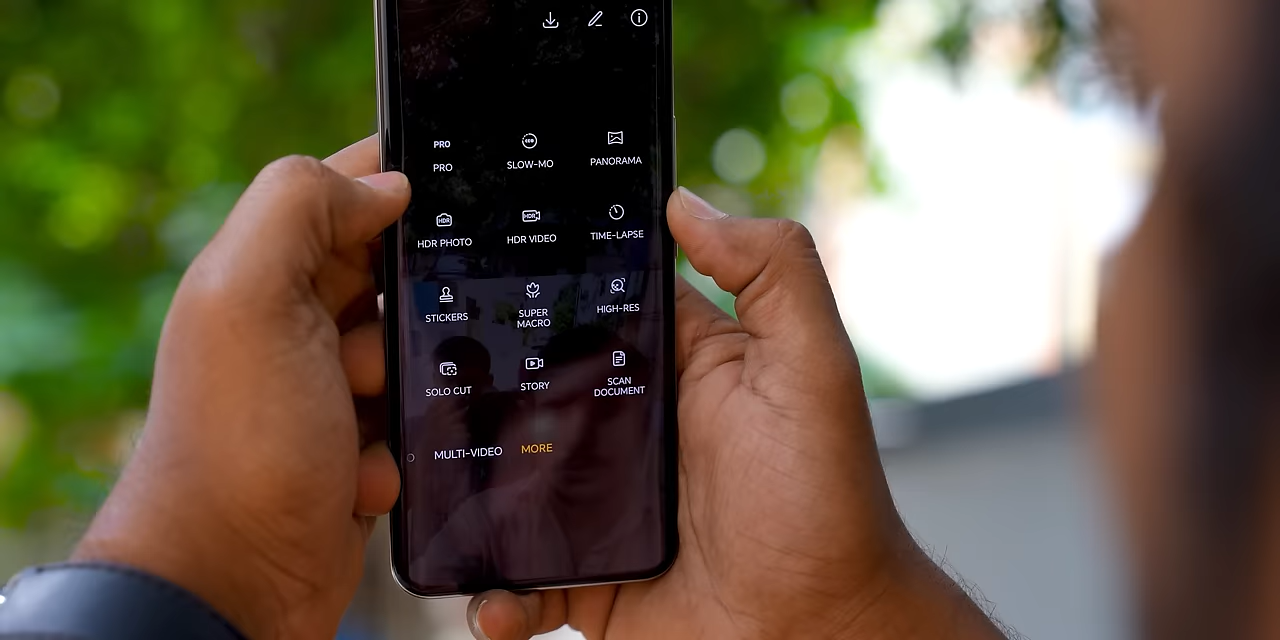 PRO
PRO
SLOW-MO
PANORAMA
HDR
HDR PHOTO
HDR
HDR VIDEO
TIME-LAPSE
STICKERS
SUPER
MACRO
HIGH-RES
SOLO CUT
STORY
SCAN
DOCUMENT
MULTI-VIDEO
MORE